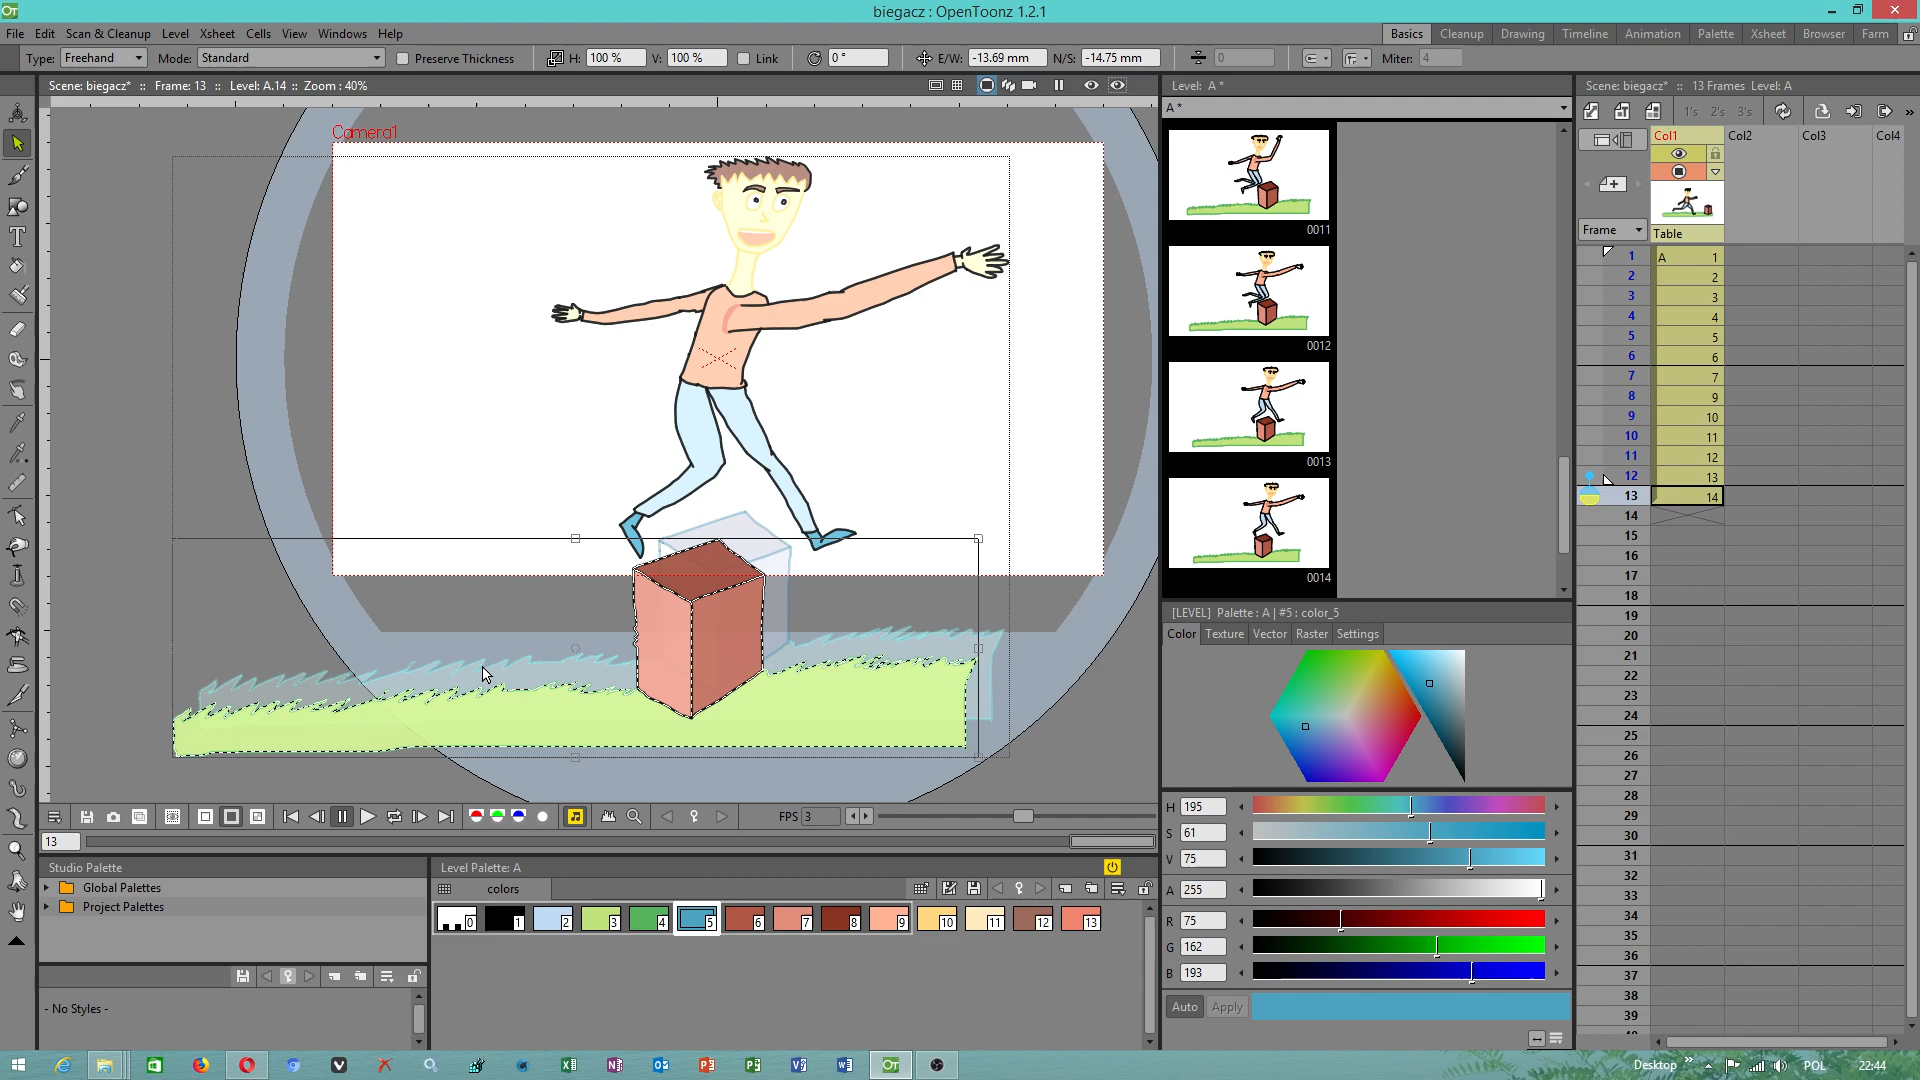 biegacz : OpenToonz 1.2.1
File Edit Scan & Cleanup Level Xsheet Cells View Windows Help
Basics Cleanup Drawing Timeline Animation Palette Xsheet Browser Farm
Type: Freehand Mode: Standard Preserve Thickness H: 100 % V: 100 % Link 0 ° E/W: -13.69 mm N/S: -14.75 mm 0 Miter: 4
Scene: biegacz* :: Frame: 13 :: Level: A.14 :: Zoom : 40%
Level: A *
Scene: biegacz* :: 13 Frames Level: A
A *
1's 2's 3's »
Camera1
Col1 Col2 Col3 Col4
0011
Frame Table
0012
0013
0014
1 A 1
2 2
3 3
4 4
5 5
6 6
7 7
8 9
9 10
10 11
11 12
12 13
13 14
14
15
16
17
18
19
20
21
22
23
24
25
26
27
28
29
30
31
32
33
34
35
36
37
38
39
[LEVEL] Palette : A | #5 : color_5
Color Texture Vector Raster Settings
H 195
S 61
V 75
A 255
R 75
G 162
B 193
Auto Apply
FPS 3
13
Studio Palette
Global Palettes
Project Palettes
- No Styles -
Level Palette: A
colors
0 1 2 3 4 5 6 7 8 9 10 11 12 13
Desktop » POL 22:44